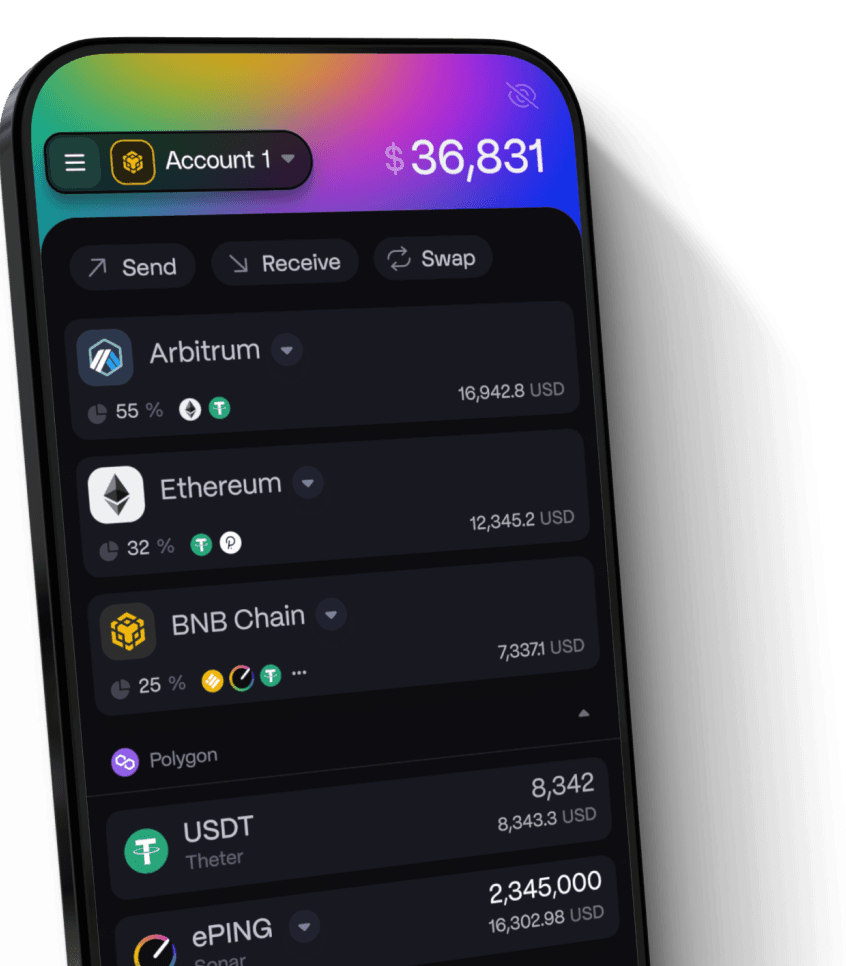 Account 1
$36,831
Send
Receive
Swap
Arbitrum
55 %
16,942.8 USD
Ethereum
32 %
12,345.2 USD
BNB Chain
25 %
7,337.1 USD
Polygon
USDT
8,342
Theter
8,343.3 USD
ePING
2,345,000
Sonar
16,302.98 USD